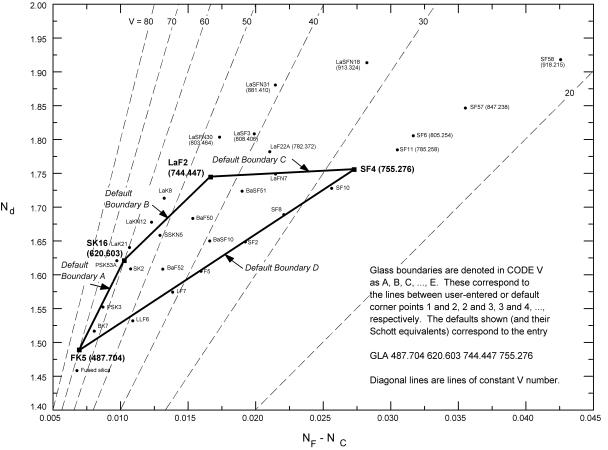 2.00
1.95
1.90
1.85
1.80
1.75
1.70
1.65
1.60
1.55
1.50
1.45
1.40
N_d
V = 80
70
60
50
40
30
20
LaSFN18
(913.324)
SF58
(918.215)
LaSFN31
(881.410)
SF57 (847.238)
LaSFN30
(803.464)
LaSF3
(808.406)
SF6 (805.254)
LaF22A (782.372)
SF11 (785.258)
Default Boundary C
LaF2
(744.447)
SF4 (755.276)
LaFN7
SF10
Default
Boundary B
LaK9
BaSF51
SF8
LaKN12
BaF50
SSKN5
SK16
(620.603)
LaK21
BaSF10
SF2
PSK53A
Default
Boundary A
SK2
BaF52
F5
Default Boundary D
LF7
PSK3
LLF6
BK7
FK5 (487.704)
Fused silica
Glass boundaries are denoted in CODE V
as A, B, C, ..., E. These correspond to
the lines between user-entered or default
corner points 1 and 2, 2 and 3, 3 and 4, ...,
respectively. The defaults shown (and their
Schott equivalents) correspond to the entry
GLA 487.704 620.603 744.447 755.276
Diagonal lines are lines of constant V number.
0.005
0.010
0.015
0.020
0.025
0.030
0.035
0.040
0.045
N_F - N_C